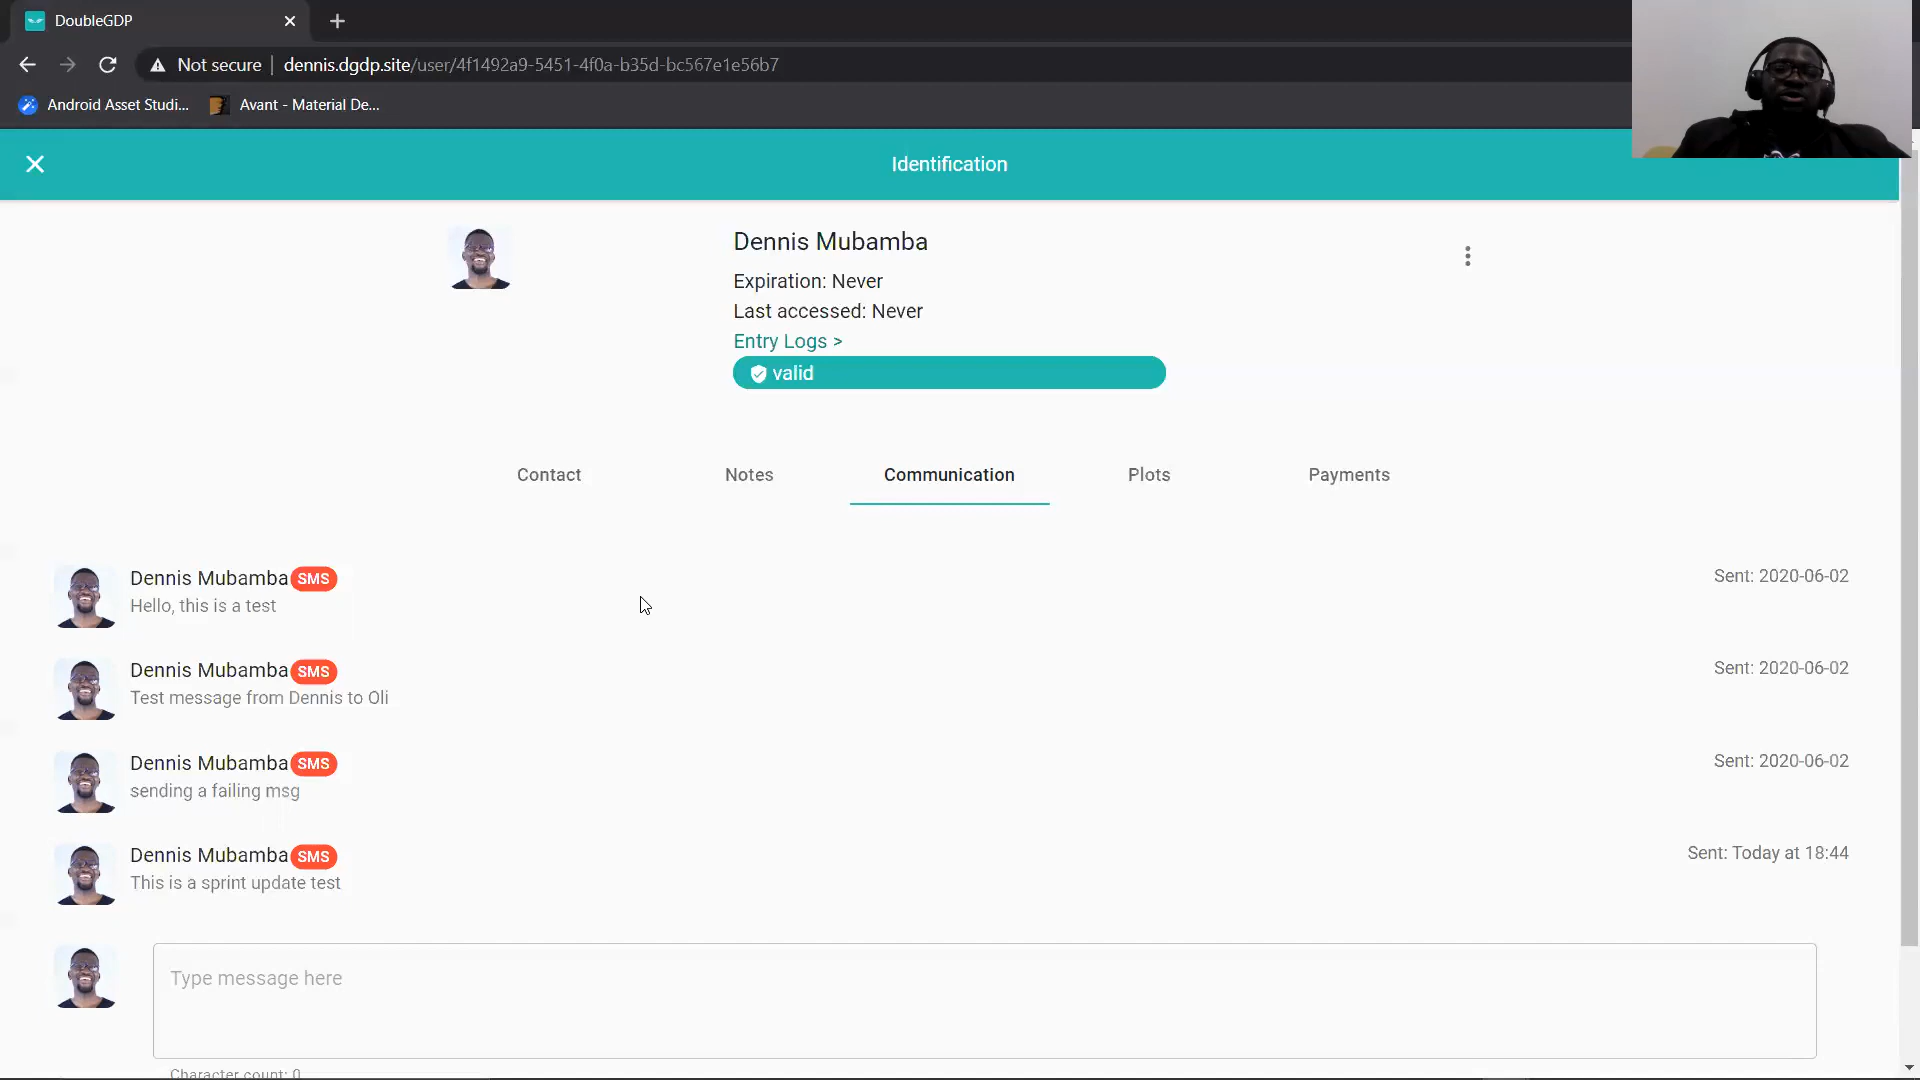 DoubleGDP
Not secure
dennis.dgdp.site/user/4f1492a9-5451-4f0a-b35d-bc567e1e56b7
Android Asset Studi...
Avant - Material De...
Identification
Dennis Mubamba
Expiration: Never
Last accessed: Never
Entry Logs >
valid
Contact
Notes
Communication
Plots
Payments
Dennis Mubamba SMS
Sent: 2020-06-02
Hello, this is a test
Dennis Mubamba SMS
Sent: 2020-06-02
Test message from Dennis to Oli
Dennis Mubamba SMS
Sent: 2020-06-02
sending a failing msg
Dennis Mubamba SMS
Sent: Today at 18:44
This is a sprint update test
Type message here
Character count: 0